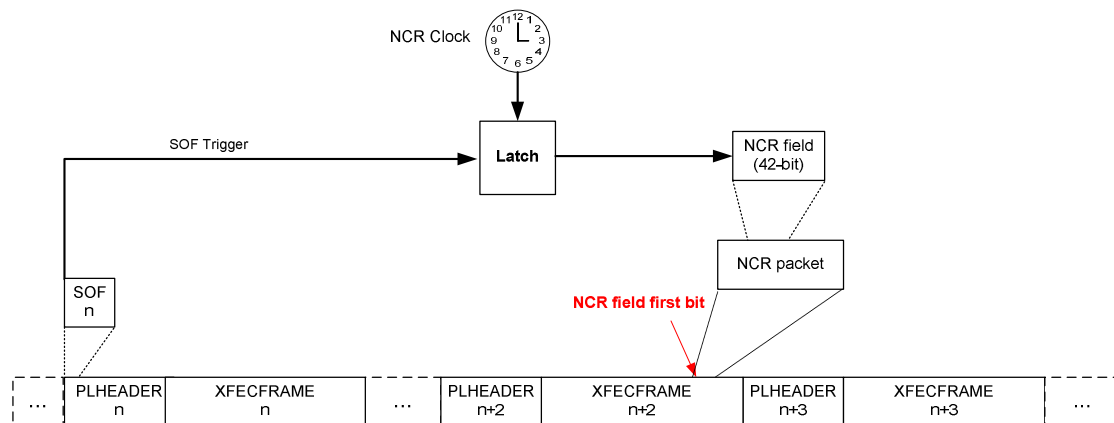 NCR Clock
12
11 1
10 2
9 3
8 4
7 5
6
SOF Trigger
Latch
NCR field
(42-bit)
NCR packet
SOF
n
NCR field first bit
... PLHEADER XFECFRAME ... PLHEADER XFECFRAME PLHEADER XFECFRAME ...
n n n+2 n+2 n+3 n+3